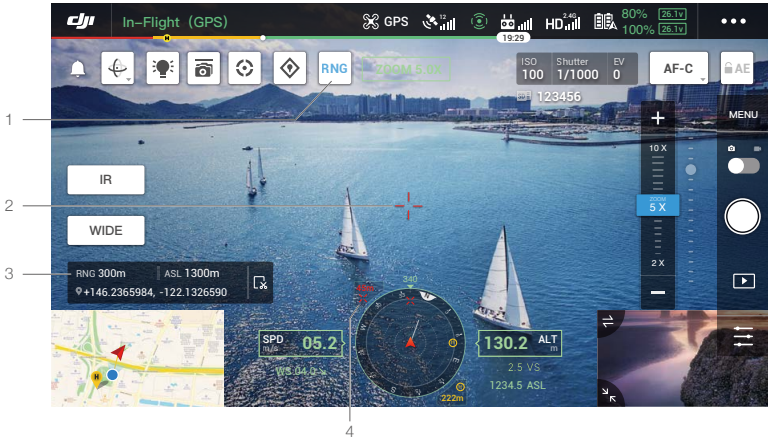 dji In-Flight (GPS) GPS 12 HD 2.4G A 80% 26.1v
100% 26.1v
H 19:29
RNG ZOOM 5.0X ISO 100 Shutter 1/1000 EV 0 AF-C AE
123456
1
+ MENU
10 X
IR
2
ZOOM
5 X
WIDE
2 X
3
RNG 300m ASL 1300m
+146.2365984, -122.1326590
340
N
SPD m/s 05.2 W 130.2 ALT m
E
WS 04.0 2.5 VS
S
1234.5 ASL
H
222m
4